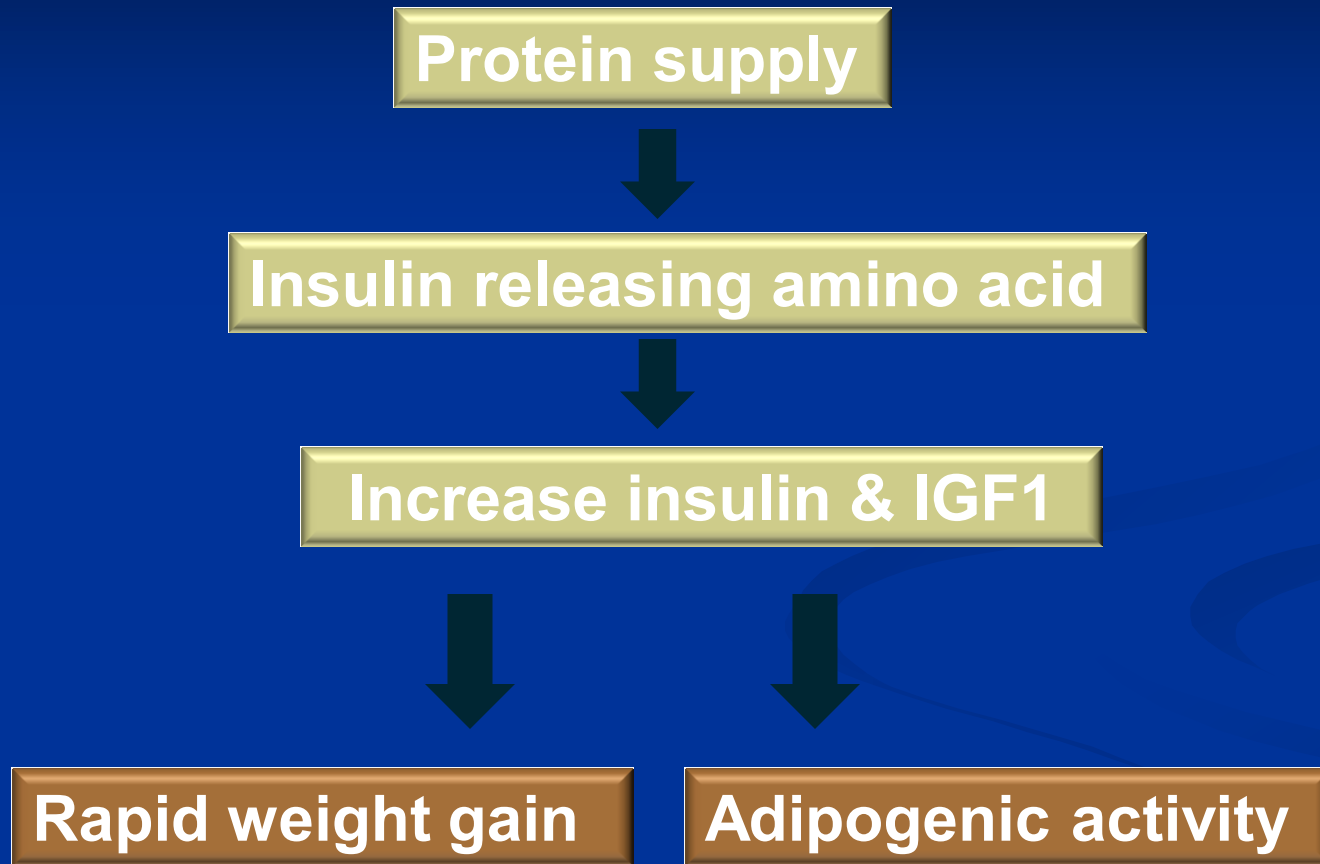 Protein supply
Insulin releasing amino acid
Increase insulin & IGF1
Rapid weight gain
Adipogenic activity